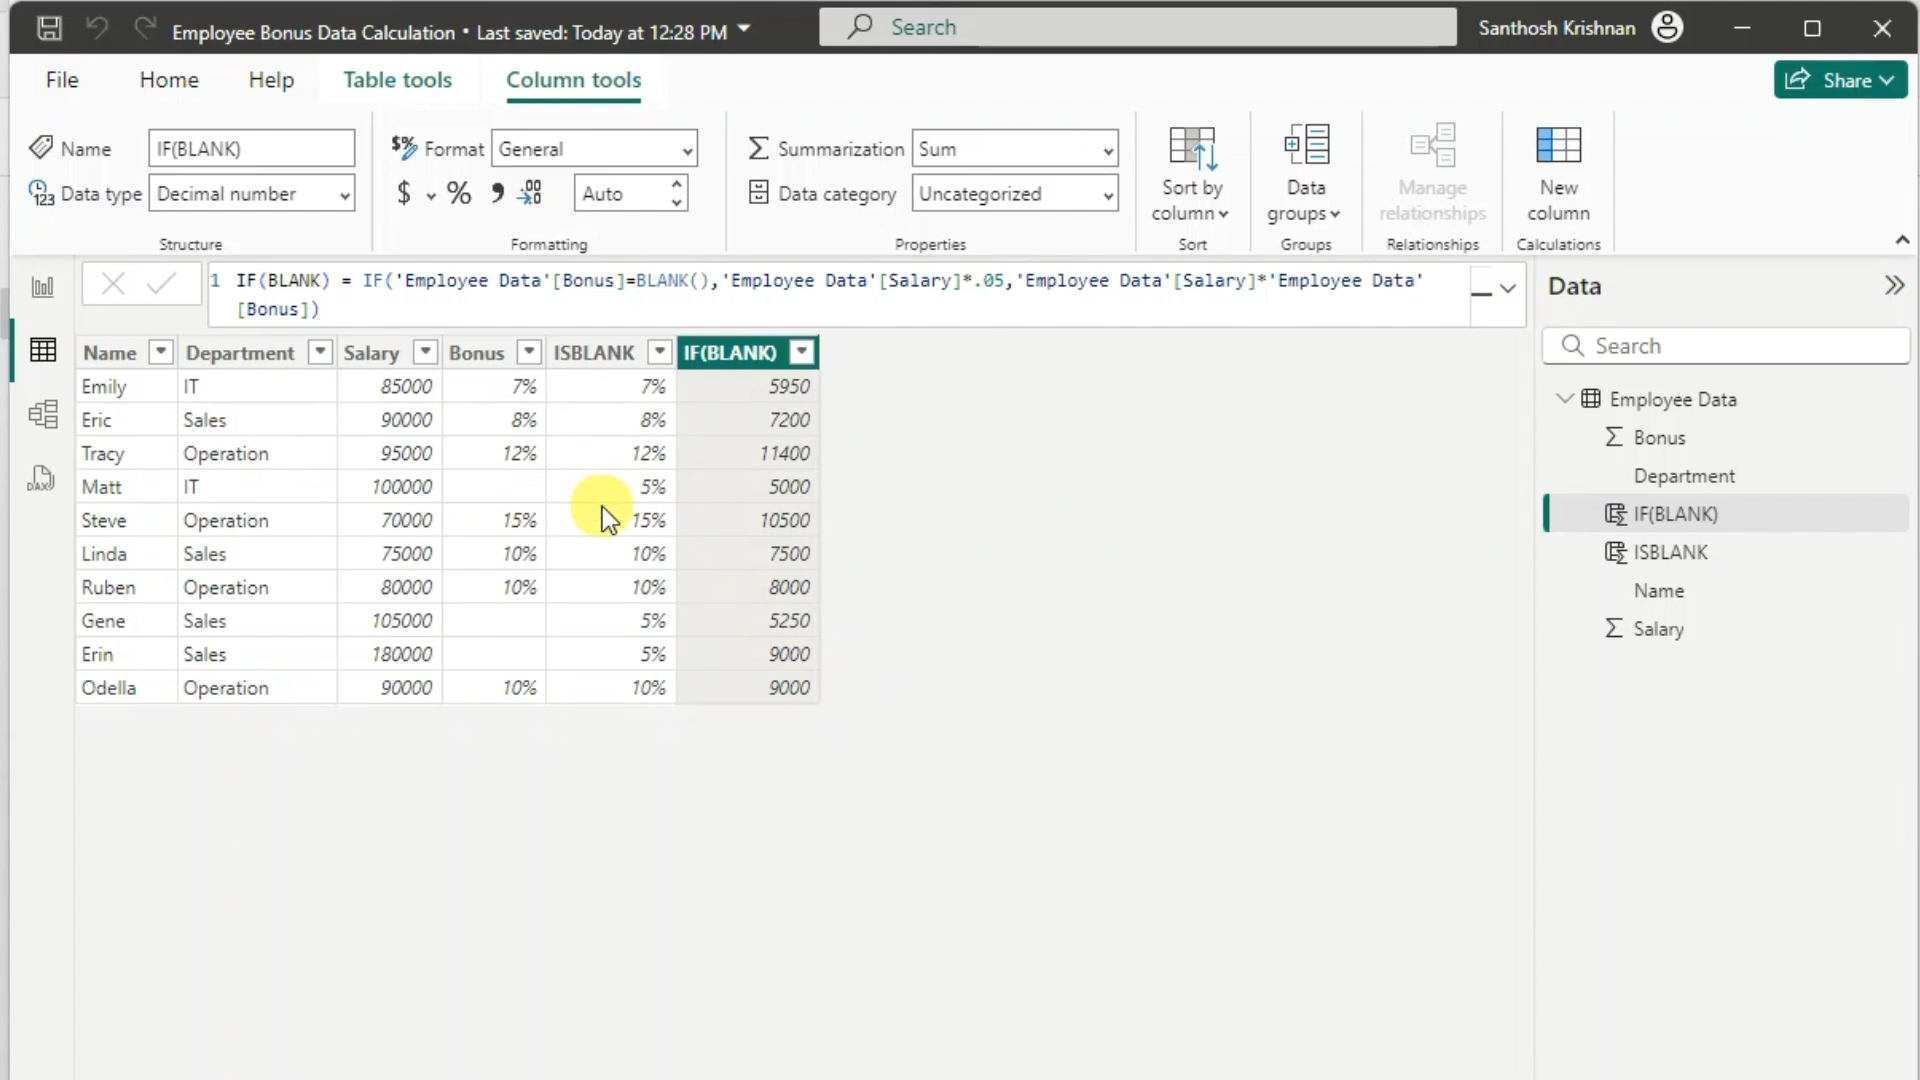 Employee Bonus Data Calculation • Last saved: Today at 12:28 PM
Search
Santhosh Krishnan
File Home Help Table tools Column tools
Share
Name IF(BLANK)
Format General
Summarization Sum
Data type Decimal number
$ % , .00 Auto
Data category Uncategorized
Sort by column
Data groups
Manage relationships
New column
Structure Formatting Properties Sort Groups Relationships Calculations
1 IF(BLANK) = IF('Employee Data'[Bonus]=BLANK(),'Employee Data'[Salary]*.05,'Employee Data'[Salary]*'Employee Data'
[Bonus])
Name Department Salary Bonus ISBLANK IF(BLANK)
Emily IT 85000 7% 7% 5950
Eric Sales 90000 8% 8% 7200
Tracy Operation 95000 12% 12% 11400
Matt IT 100000 5% 5000
Steve Operation 70000 15% 15% 10500
Linda Sales 75000 10% 10% 7500
Ruben Operation 80000 10% 10% 8000
Gene Sales 105000 5% 5250
Erin Sales 180000 5% 9000
Odella Operation 90000 10% 10% 9000
DAX
Data
Search
Employee Data
Bonus
Department
IF(BLANK)
ISBLANK
Name
Salary